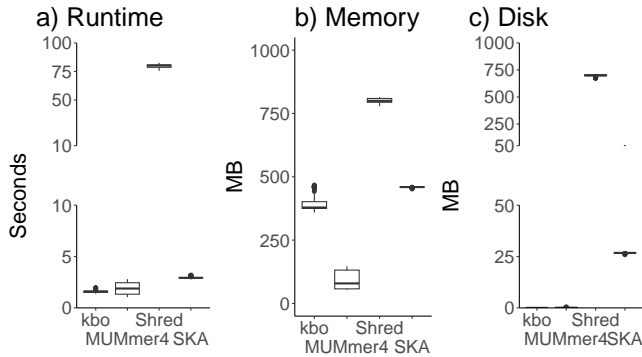 a) Runtime
100
75
50
10
10
5
0
Seconds
kbo Shred
MUMmer4 SKA
b) Memory
1000
750
500
250
0
MB
kbo Shred
MUMmer4 SKA
c) Disk
1000
750
500
250
50
50
25
0
MB
kbo Shred
MUMmer4SKA